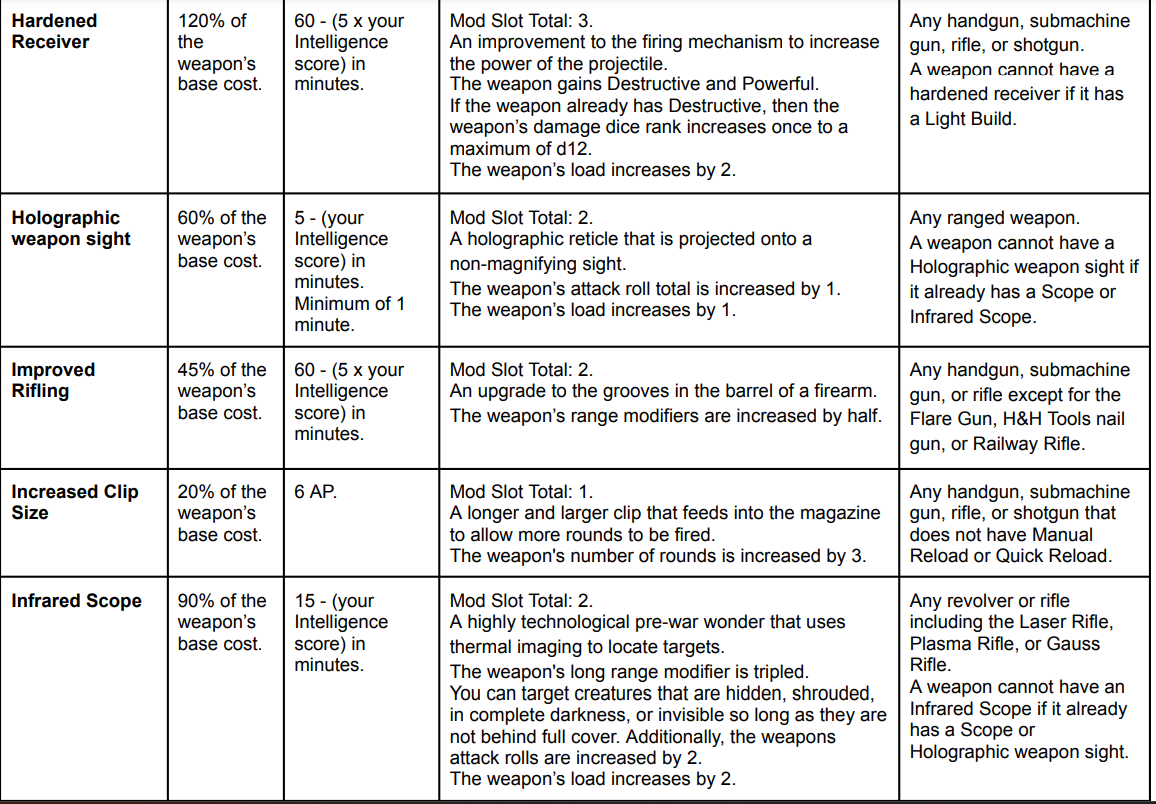 Hardened
Receiver
120% of
the
weapon's
base cost.
60 - (5 x your
Intelligence
score) in
minutes.
Mod Slot Total: 3.
An improvement to the firing mechanism to increase
the power of the projectile.
The weapon gains Destructive and Powerful.
If the weapon already has Destructive, then the
weapon's damage dice rank increases once to a
maximum of d12.
The weapon's load increases by 2.
Any handgun, submachine
gun, rifle, or shotgun.
A weapon cannot have a
hardened receiver if it has
a Light Build.
Holographic
weapon sight
60% of the
weapon's
base cost.
5 - (your
Intelligence
score) in
minutes.
Minimum of 1
minute.
Mod Slot Total: 2.
A holographic reticle that is projected onto a
non-magnifying sight.
The weapon's attack roll total is increased by 1.
The weapon's load increases by 1.
Any ranged weapon.
A weapon cannot have a
Holographic weapon sight if
it already has a Scope or
Infrared Scope.
Improved
Rifling
45% of the
weapon's
base cost.
60 - (5 x your
Intelligence
score) in
minutes.
Mod Slot Total: 2.
An upgrade to the grooves in the barrel of a firearm.
The weapon's range modifiers are increased by half.
Any handgun, submachine
gun, or rifle except for the
Flare Gun, H&H Tools nail
gun, or Railway Rifle.
Increased Clip
Size
20% of the
weapon's
base cost.
6 AP.
Mod Slot Total: 1.
A longer and larger clip that feeds into the magazine
to allow more rounds to be fired.
The weapon's number of rounds is increased by 3.
Any handgun, submachine
gun, rifle, or shotgun that
does not have Manual
Reload or Quick Reload.
Infrared Scope
90% of the
weapon's
base cost.
15 - (your
Intelligence
score) in
minutes.
Mod Slot Total: 2.
A highly technological pre-war wonder that uses
thermal imaging to locate targets.
The weapon's long range modifier is tripled.
You can target creatures that are hidden, shrouded,
in complete darkness, or invisible so long as they are
not behind full cover. Additionally, the weapons
attack rolls are increased by 2.
The weapon's load increases by 2.
Any revolver or rifle
including the Laser Rifle,
Plasma Rifle, or Gauss
Rifle.
A weapon cannot have an
Infrared Scope if it already
has a Scope or
Holographic weapon sight.